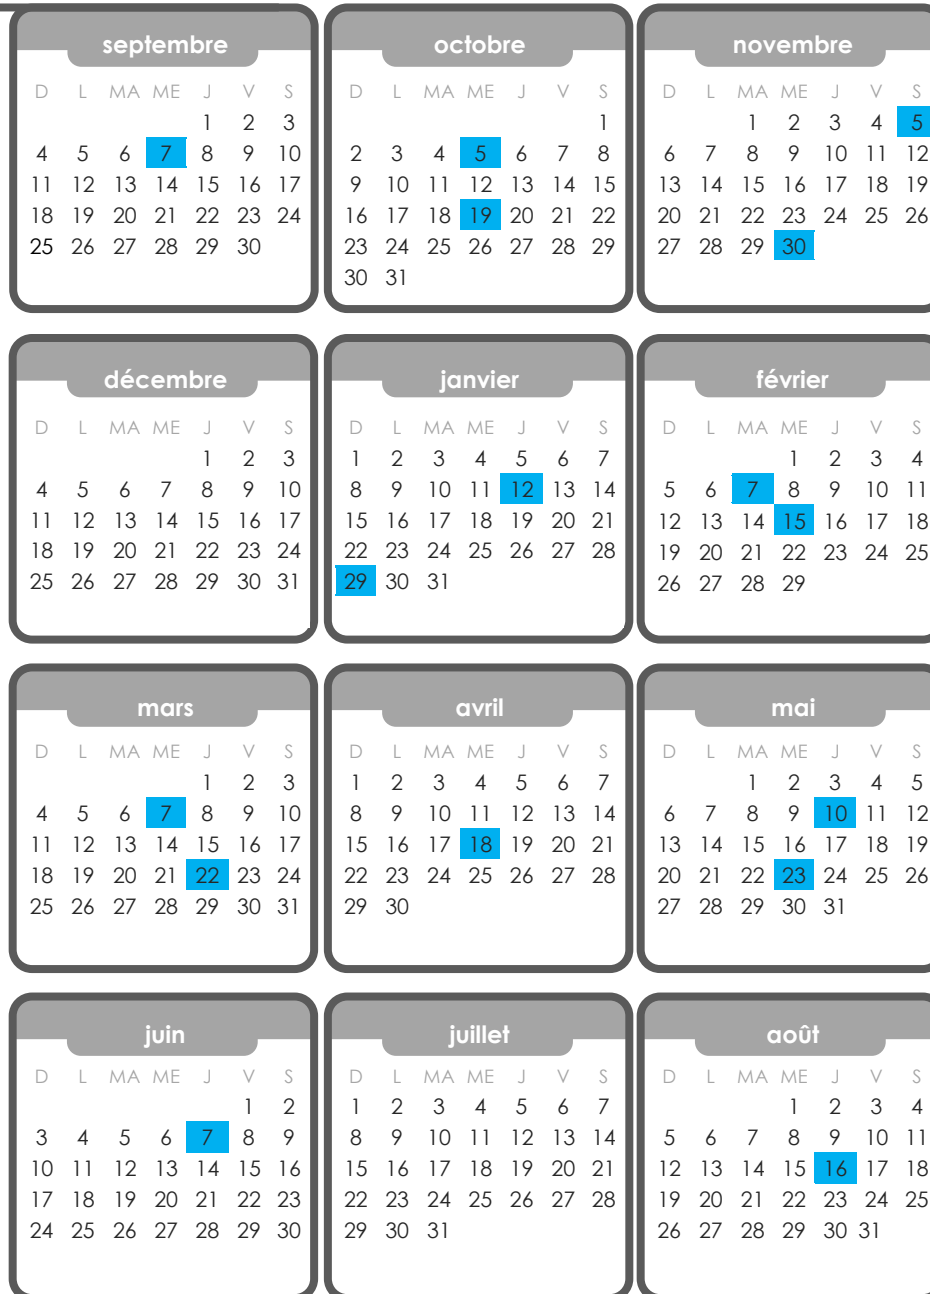 septembre
D L MA ME J V S
1 2 3
4 5 6 7 8 9 10
11 12 13 14 15 16 17
18 19 20 21 22 23 24
25 26 27 28 29 30
octobre
D L MA ME J V S
1
2 3 4 5 6 7 8
9 10 11 12 13 14 15
16 17 18 19 20 21 22
23 24 25 26 27 28 29
30 31
novembre
D L MA ME J V S
1 2 3 4 5
6 7 8 9 10 11 12
13 14 15 16 17 18 19
20 21 22 23 24 25 26
27 28 29 30
décembre
D L MA ME J V S
1 2 3
4 5 6 7 8 9 10
11 12 13 14 15 16 17
18 19 20 21 22 23 24
25 26 27 28 29 30 31
janvier
D L MA ME J V S
1 2 3 4 5 6 7
8 9 10 11 12 13 14
15 16 17 18 19 20 21
22 23 24 25 26 27 28
29 30 31
février
D L MA ME J V S
1 2 3 4
5 6 7 8 9 10 11
12 13 14 15 16 17 18
19 20 21 22 23 24 25
26 27 28 29
mars
D L MA ME J V S
1 2 3
4 5 6 7 8 9 10
11 12 13 14 15 16 17
18 19 20 21 22 23 24
25 26 27 28 29 30 31
avril
D L MA ME J V S
1 2 3 4 5 6 7
8 9 10 11 12 13 14
15 16 17 18 19 20 21
22 23 24 25 26 27 28
29 30
mai
D L MA ME J V S
1 2 3 4 5
6 7 8 9 10 11 12
13 14 15 16 17 18 19
20 21 22 23 24 25 26
27 28 29 30 31
juin
D L MA ME J V S
1 2
3 4 5 6 7 8 9
10 11 12 13 14 15 16
17 18 19 20 21 22 23
24 25 26 27 28 29 30
juillet
D L MA ME J V S
1 2 3 4 5 6 7
8 9 10 11 12 13 14
15 16 17 18 19 20 21
22 23 24 25 26 27 28
29 30 31
août
D L MA ME J V S
1 2 3 4
5 6 7 8 9 10 11
12 13 14 15 16 17 18
19 20 21 22 23 24 25
26 27 28 29 30 31